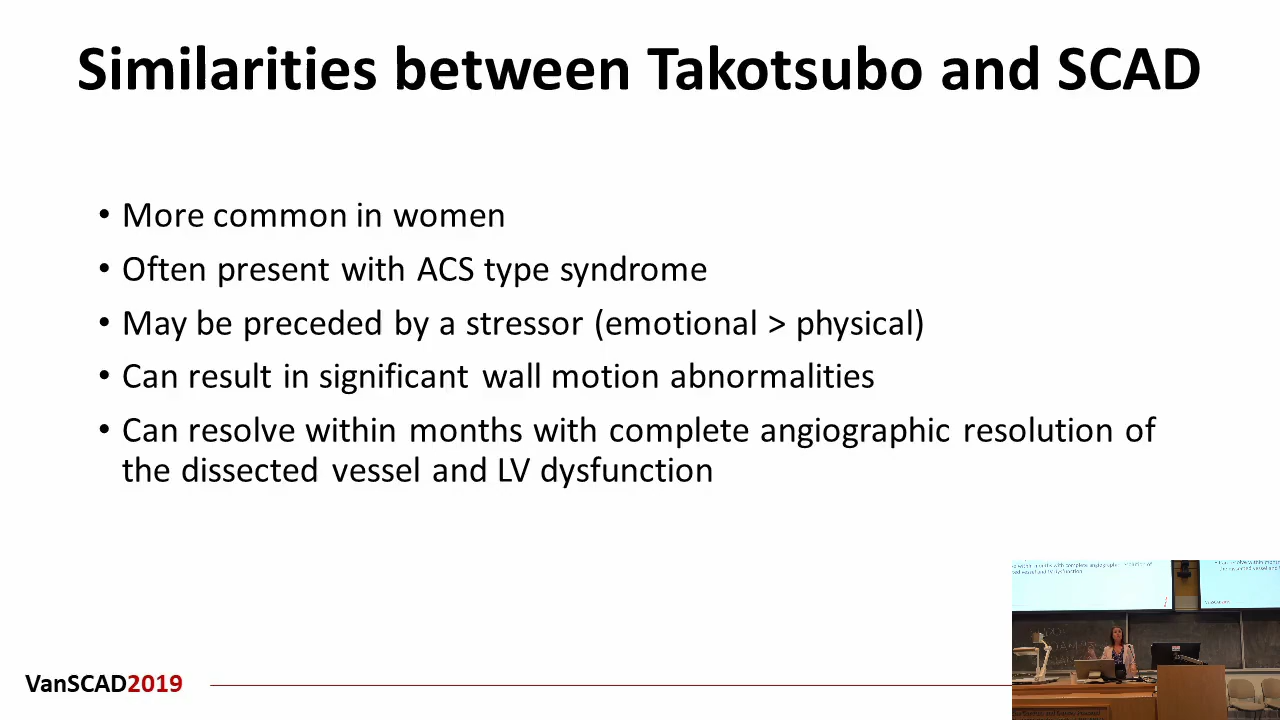 Similarities between Takotsubo and SCAD
• More common in women
• Often present with ACS type syndrome
• May be preceded by a stressor (emotional > physical)
• Can result in significant wall motion abnormalities
• Can resolve within months with complete angiographic resolution of
the dissected vessel and LV dysfunction
VanSCAD2019